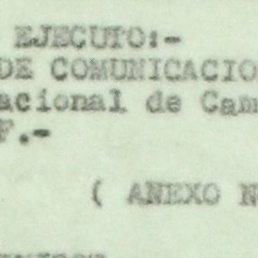 EJECUTO:-
DE COMUNICACIO
acional de Cam
F.-
( ANEXO N